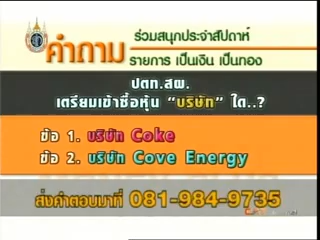 ร่วมสนุกประจำสัปดาห์
คำถาม
รายการ เป็นเงิน เป็นทอง
ปตท.สผ.
เตรียมเข้าซื้อหุ้น "บริษัท" ใด..?
ข้อ 1. บริษัท Coke
ข้อ 2. บริษัท Cove Energy
ส่งคำตอบมาที่ 081-984-9735